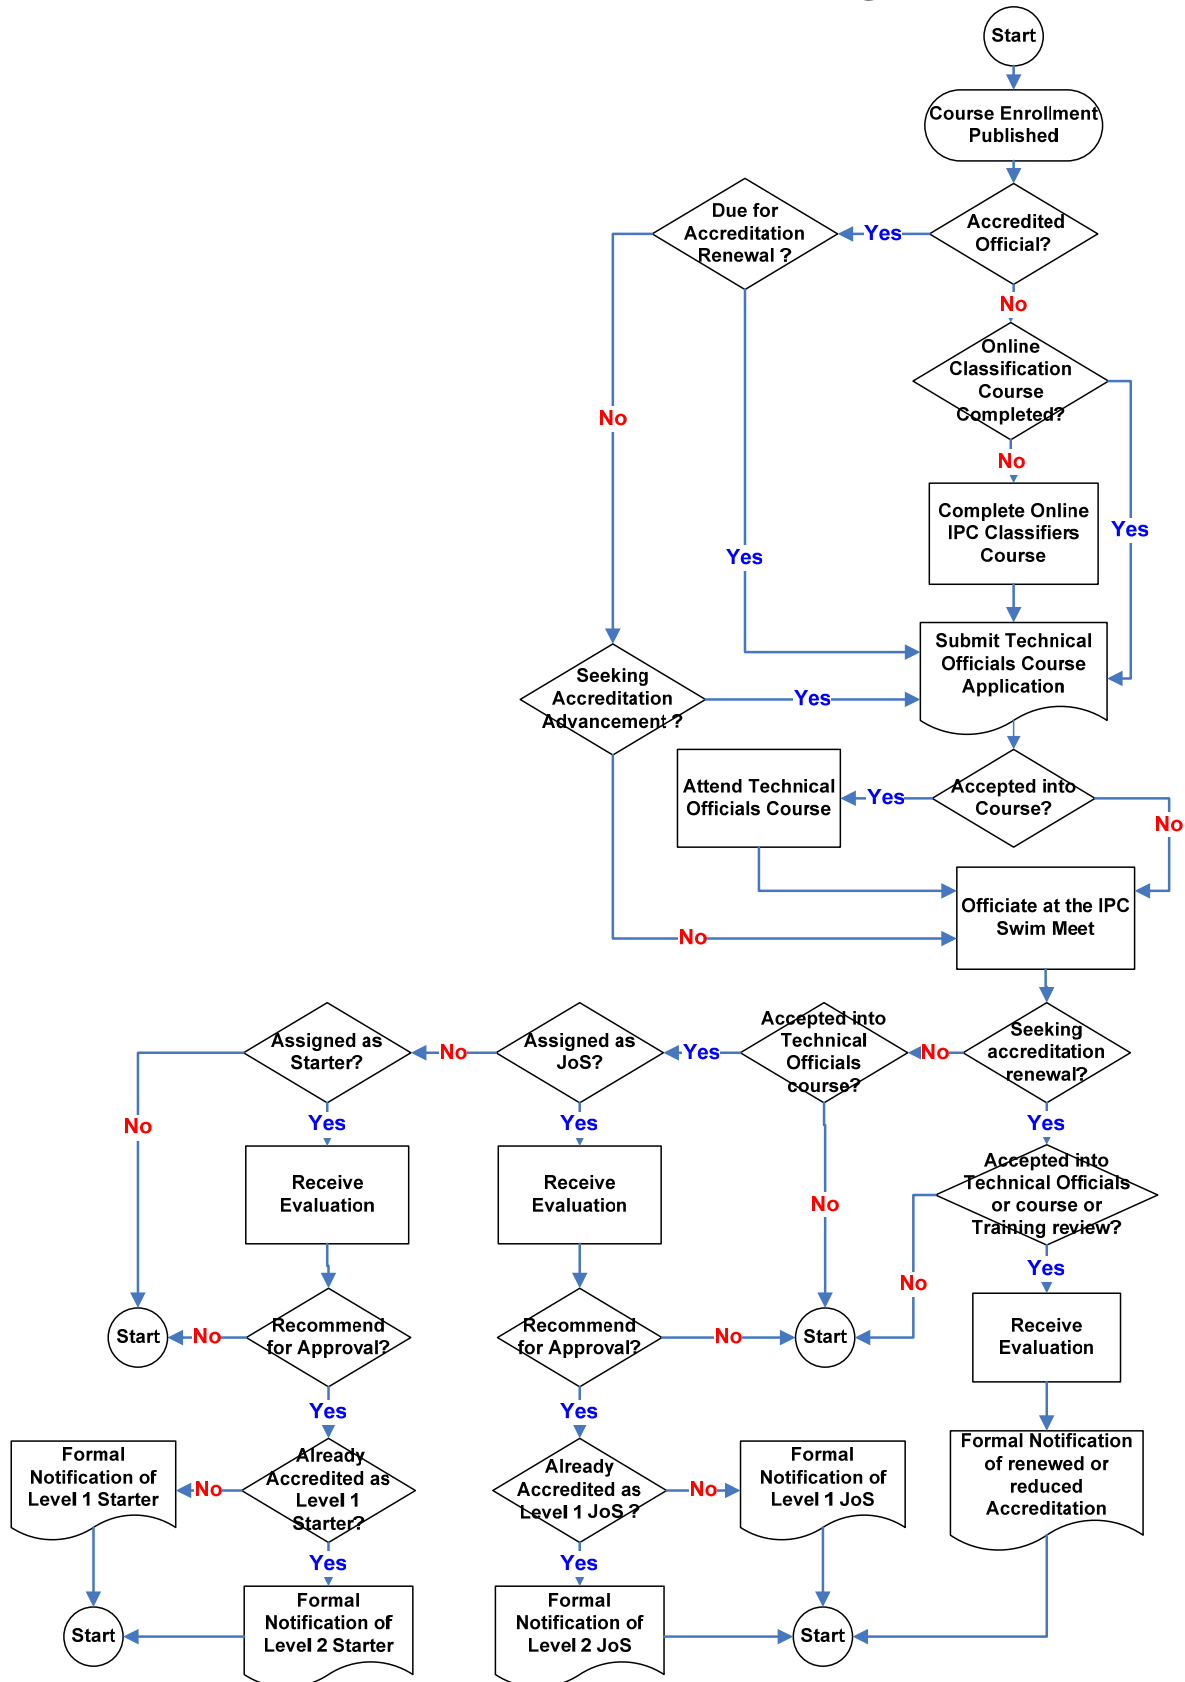 Start
Course Enrollment
Published
Accredited
Official?
Yes
Due for
Accreditation
Renewal ?
No
Online
Classification
Course
Completed?
No
No
Complete Online
IPC Classifiers
Course
Yes
Yes
Submit Technical
Officials Course
Application
Seeking
Accreditation
Advancement ?
Yes
Accepted into
Course?
Yes
Attend Technical
Officials Course
No
Officiate at the IPC
Swim Meet
No
Seeking
accreditation
renewal?
No
Accepted into
Technical
Officials
course?
Yes
Assigned as
JoS?
No
Assigned as
Starter?
No
Yes
Yes
Yes
Accepted into
Technical Officials
or course or
Training review?
Receive
Evaluation
Receive
Evaluation
No
No
Yes
Receive
Evaluation
Start
No
Recommend
for Approval?
Recommend
for Approval?
No
Start
Yes
Yes
Formal
Notification of
Level 1 Starter
No
Already
Accredited as
Level 1
Starter?
Already
Accredited as
Level 1 JoS ?
No
Formal
Notification of
Level 1 JoS
Formal Notification
of renewed or
reduced
Accreditation
Yes
Yes
Start
Formal
Notification of
Level 2 Starter
Formal
Notification of
Level 2 JoS
Start